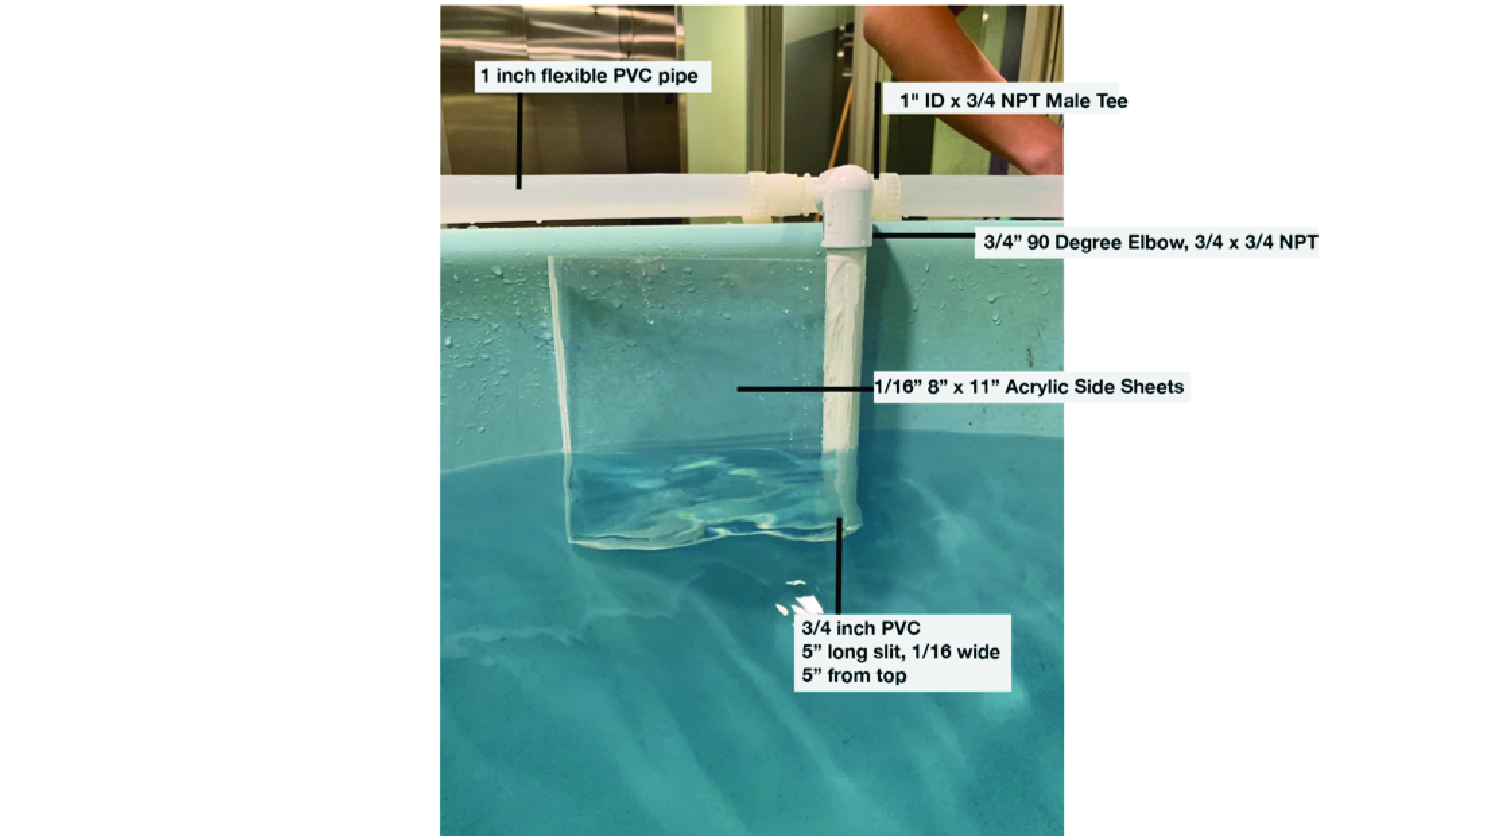 1 inch flexible PVC pipe
1" ID x 3/4 NPT Male Tee
3/4” 90 Degree Elbow, 3/4 x 3/4 NPT
1/16” 8” x 11” Acrylic Side Sheets
3/4 inch PVC
5” long slit, 1/16 wide
5” from top